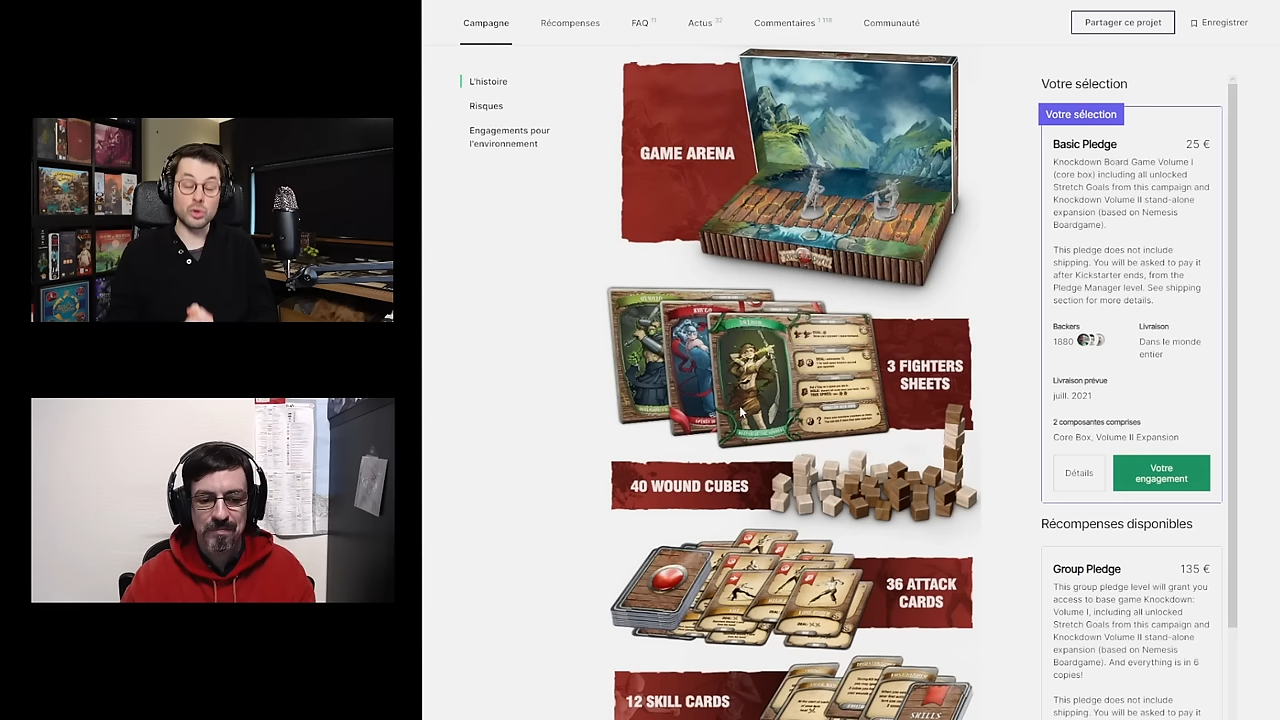 Campagne
Récompenses
FAQ 11
Actus 32
Commentaires 1 118
Communauté
Partager ce projet
Enregistrer
L'histoire
Risques
Engagements pour
l'environnement
GAME ARENA
3 FIGHTERS
SHEETS
40 WOUND CUBES
36 ATTACK
CARDS
12 SKILL CARDS
SKILLS
Votre sélection
Votre sélection
Basic Pledge 25 €
Knockdown Board Game Volume I
(core box) including all unlocked
Stretch Goals from this campaign and
Knockdown Volume II stand-alone
expansion (based on Nemesis
Boardgame).
This pledge does not include
shipping. You will be asked to pay it
after Kickstarter ends, from the
Pledge Manager level. See shipping
section for more details.
Backers
1880
Livraison
Dans le monde
entier
Livraison prévue
juill. 2021
2 composantes comprises
Core Box, Volume II Expansion
Détails
Votre
engagement
Récompenses disponibles
Group Pledge 135 €
This group pledge level will grant you
access to base game Knockdown:
Volume I, including all unlocked
Stretch Goals from this campaign and
Knockdown Volume II stand-alone
expansion (based on Nemesis
Boardgame). And everything is in 6
copies!
This pledge does not include
shipping. You will be asked to pay it